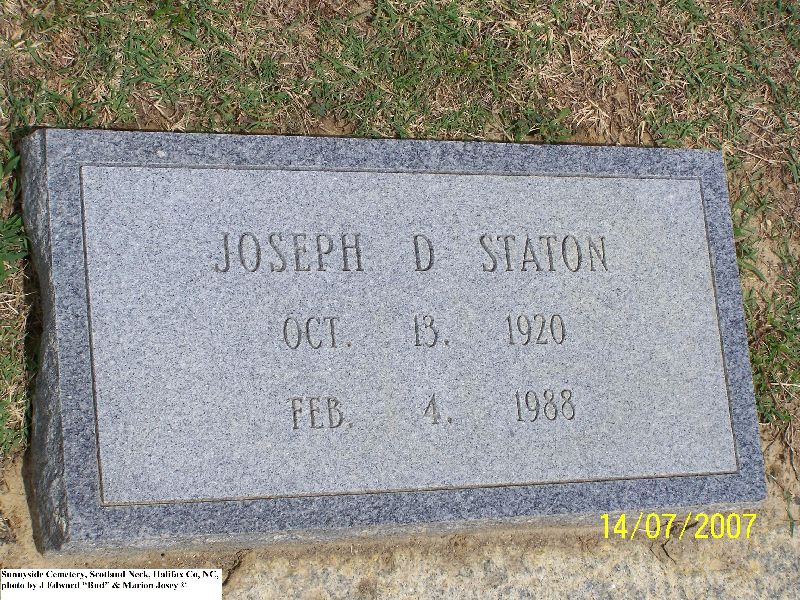 JOSEPH D STATON
OCT. 13. 1920
FEB. 4. 1988
14/07/2007
Sunnyside Cemetery, Scotland Neck, Halifax Co, NC,
photo by J Edward "Bud" & Marion Josey ©